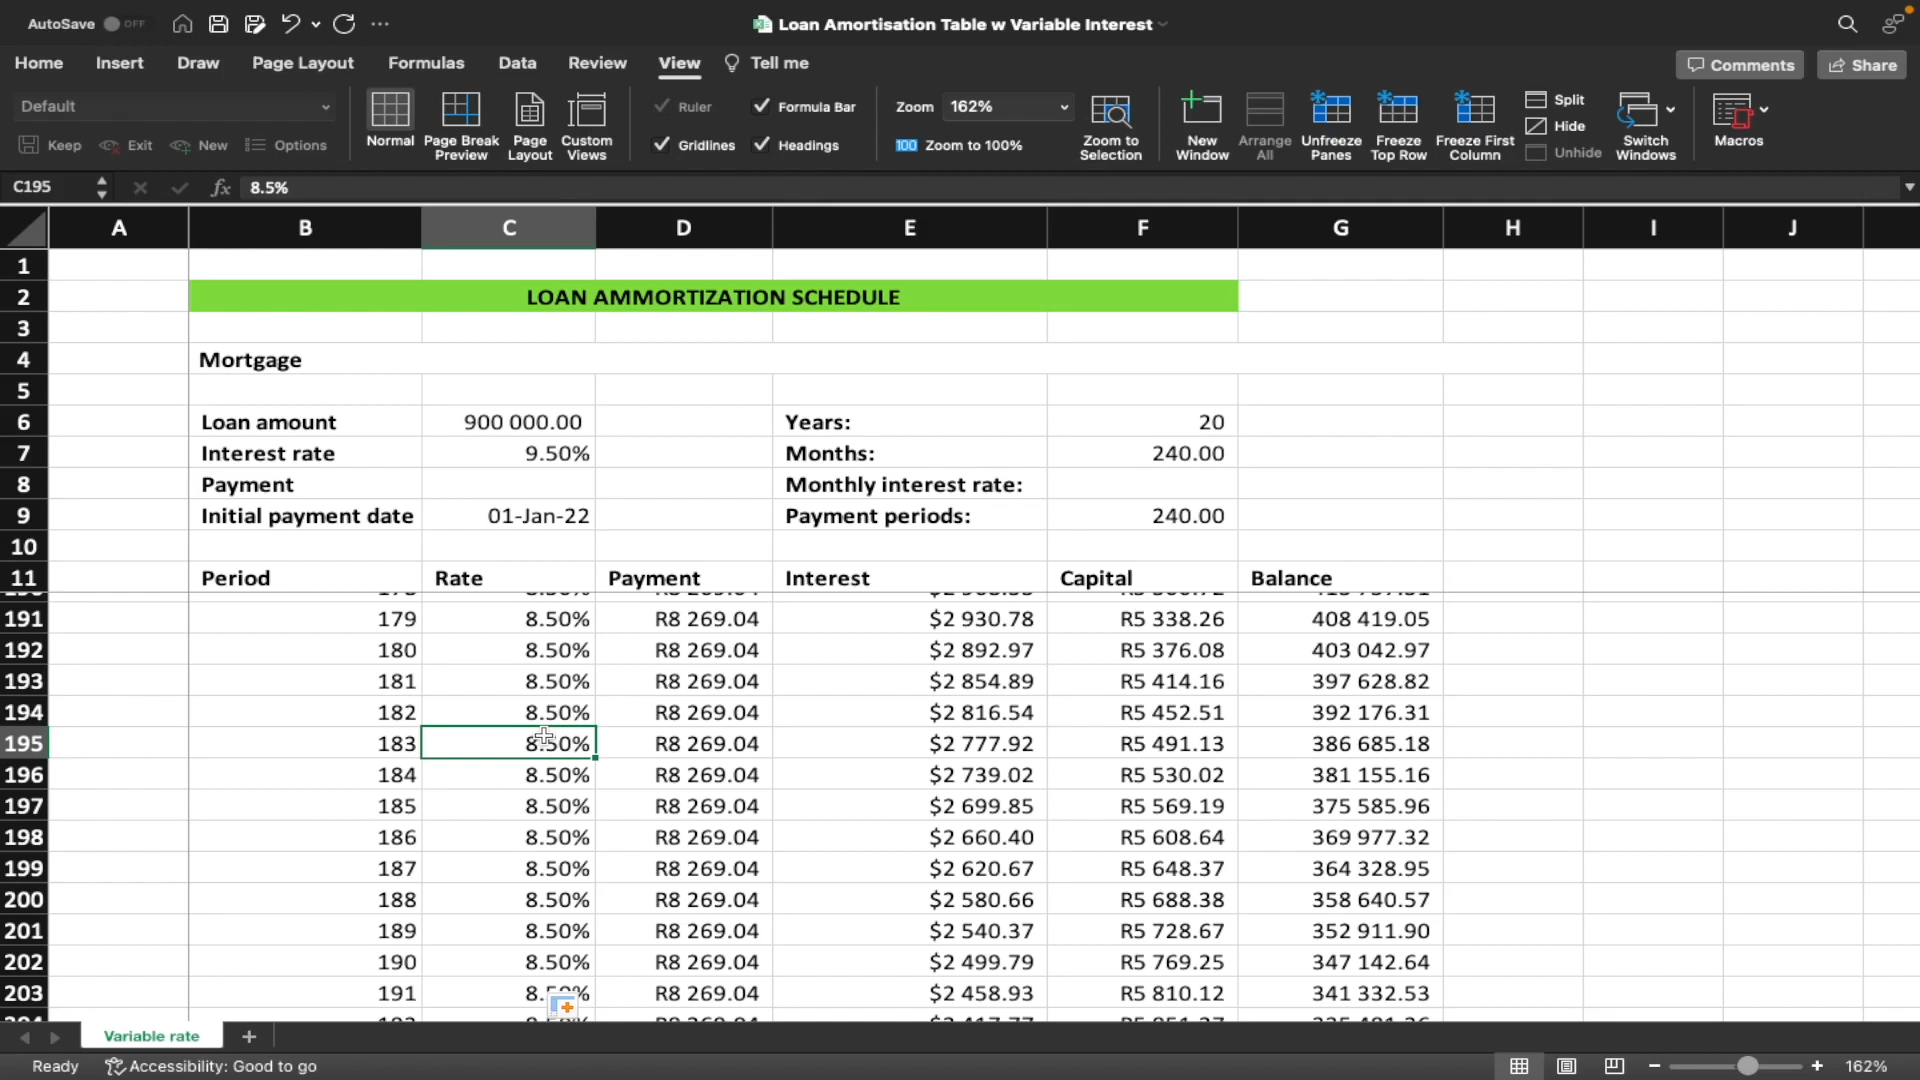 AutoSave OFF Loan Amortisation Table w Variable Interest
Home Insert Draw Page Layout Formulas Data Review View Tell me Comments Share
Default Ruler Formula Bar Zoom 162% Split
Hide
Keep Exit New Options Normal Page Break Preview Page Layout Custom Views Gridlines Headings 100 Zoom to 100% Zoom to Selection New Window Arrange All Unfreeze Panes Freeze Top Row Freeze First Column Unhide Switch Windows Macros
C195 fx 8.5%
A B C D E F G H I J
1
2 LOAN AMMORTIZATION SCHEDULE
3
4 Mortgage
5
6 Loan amount 900 000.00 Years: 20
7 Interest rate 9.50% Months: 240.00
8 Payment Monthly interest rate:
9 Initial payment date 01-Jan-22 Payment periods: 240.00
10
11 Period Rate Payment Interest Capital Balance
191 179 8.50% R8 269.04 $2 930.78 R5 338.26 408 419.05
192 180 8.50% R8 269.04 $2 892.97 R5 376.08 403 042.97
193 181 8.50% R8 269.04 $2 854.89 R5 414.16 397 628.82
194 182 8.50% R8 269.04 $2 816.54 R5 452.51 392 176.31
195 183 8.50% R8 269.04 $2 777.92 R5 491.13 386 685.18
196 184 8.50% R8 269.04 $2 739.02 R5 530.02 381 155.16
197 185 8.50% R8 269.04 $2 699.85 R5 569.19 375 585.96
198 186 8.50% R8 269.04 $2 660.40 R5 608.64 369 977.32
199 187 8.50% R8 269.04 $2 620.67 R5 648.37 364 328.95
200 188 8.50% R8 269.04 $2 580.66 R5 688.38 358 640.57
201 189 8.50% R8 269.04 $2 540.37 R5 728.67 352 911.90
202 190 8.50% R8 269.04 $2 499.79 R5 769.25 347 142.64
203 191 8.50% R8 269.04 $2 458.93 R5 810.12 341 332.53
Variable rate
Ready Accessibility: Good to go 162%